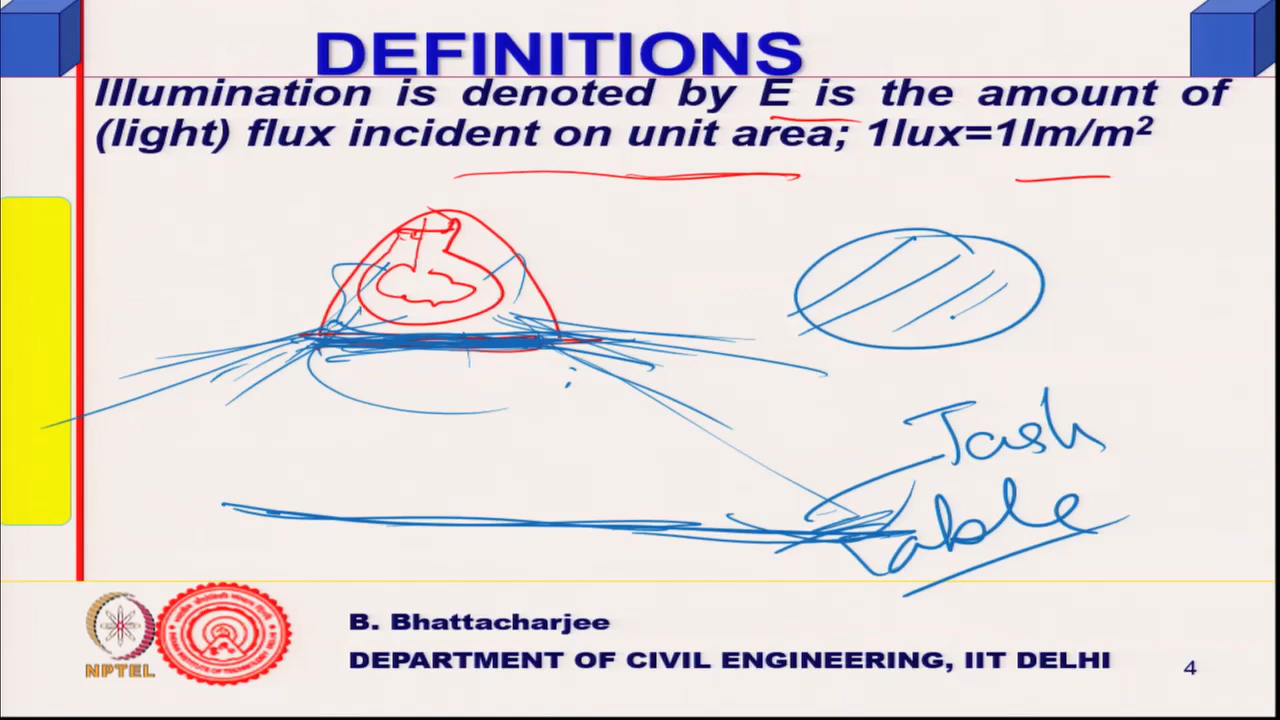 DEFINITIONS
Illumination is denoted by E is the amount of
(light) flux incident on unit area; 1lux=1lm/m²
Task
table
NPTEL
B. Bhattacharjee
DEPARTMENT OF CIVIL ENGINEERING, IIT DELHI
4